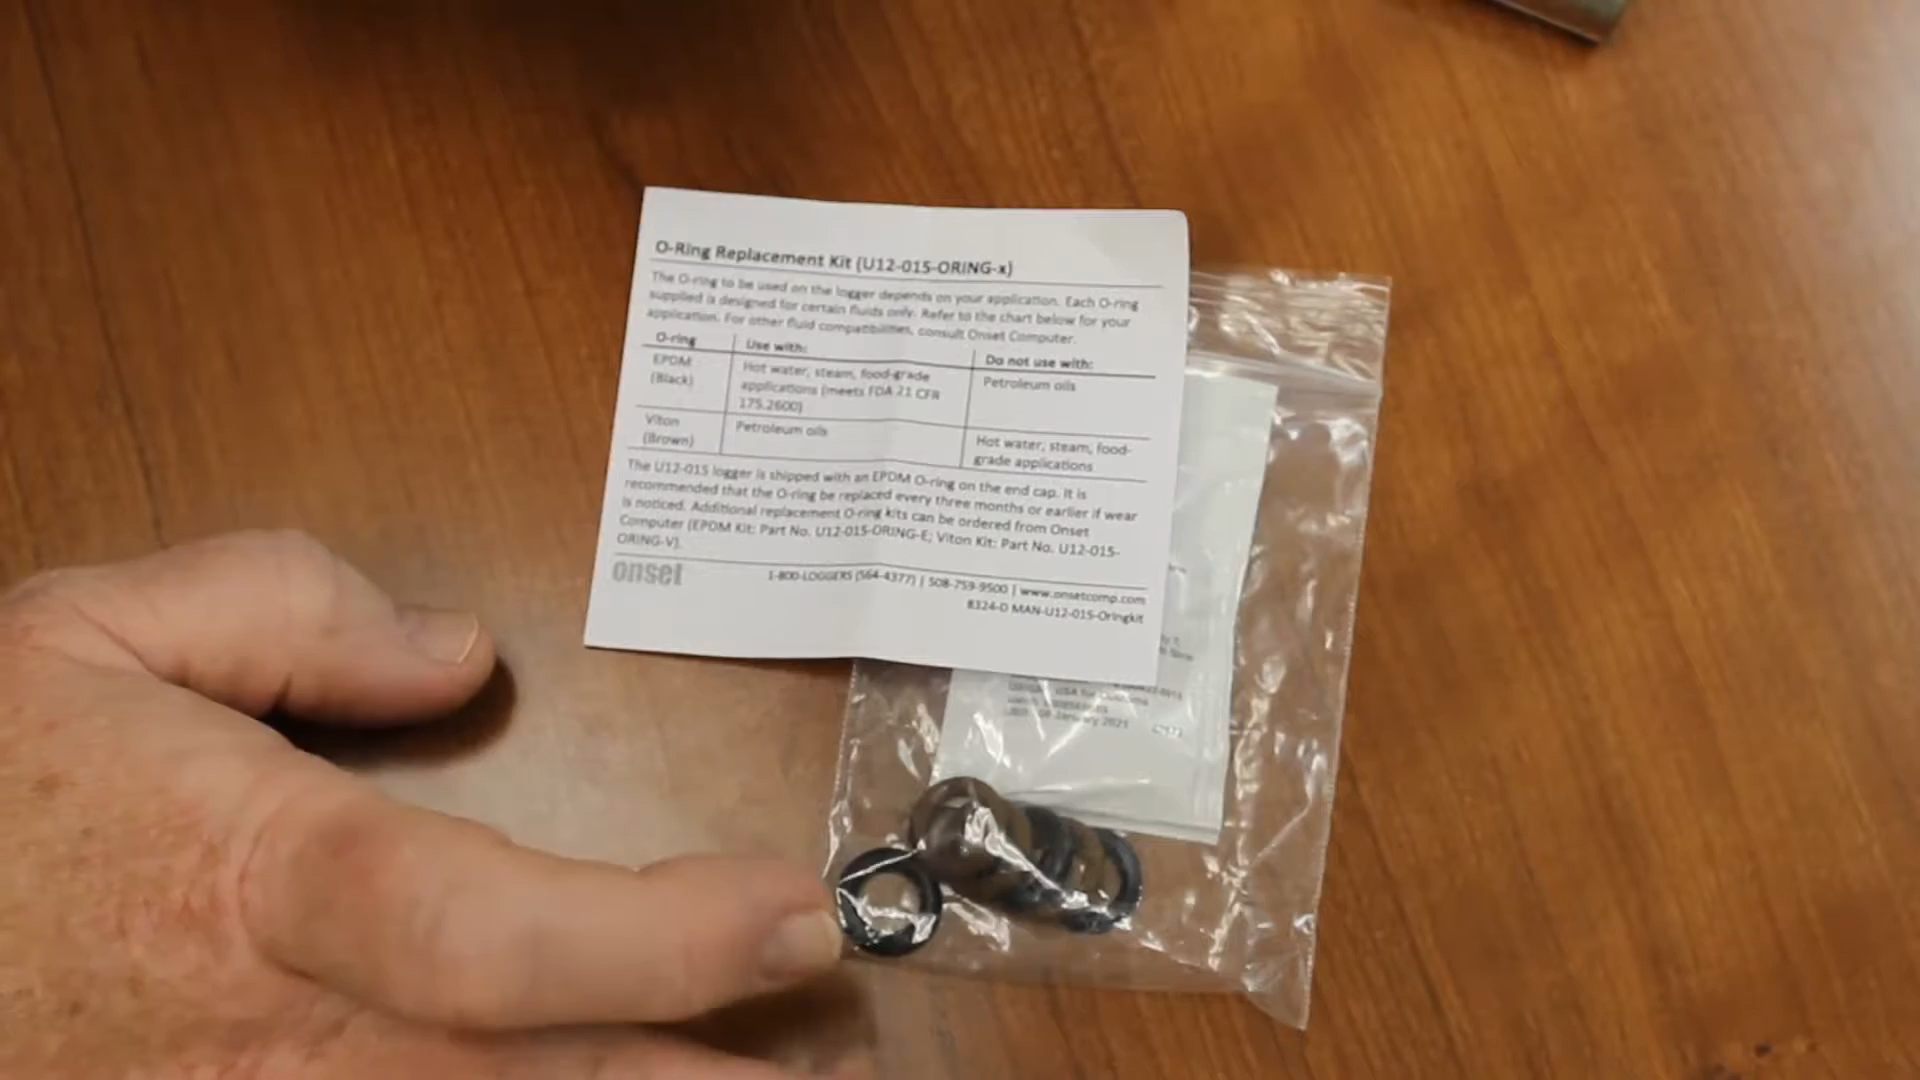 O-Ring Replacement Kit (U12-015-ORING-x)
The O-ring to be used on the logger depends on your application. Each O-ring
supplied is designed for certain fluids only. Refer to the chart below for your
application. For other fluid compatibilities, consult Onset Computer.
O-ring Use with: Do not use with:
EPDM (Black) Hot water, steam, food-grade applications (meets FDA 21 CFR 175.2600) Petroleum oils
Viton (Brown) Petroleum oils Hot water, steam, food-grade applications
The U12-015 logger is shipped with an EPDM O-ring on the end cap. It is
recommended that the O-ring be replaced every three months or earlier if wear
is noticed. Additional replacement O-ring kits can be ordered from Onset
Computer (EPDM Kit: Part No. U12-015-ORING-E; Viton Kit: Part No. U12-015-
ORING-V).
onset
1-800-LOGGERS (564-4377) | 508-759-9500 | www.onsetcomp.com
8324-D MAN-U12-015-Oringkit
USA for
January 2021